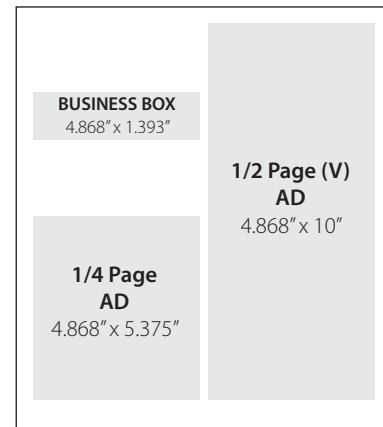 BUSINESS BOX
4.868” x 1.393”
1/4 Page
AD
4.868” x 5.375”
1/2 Page (V)
AD
4.868” x 10”